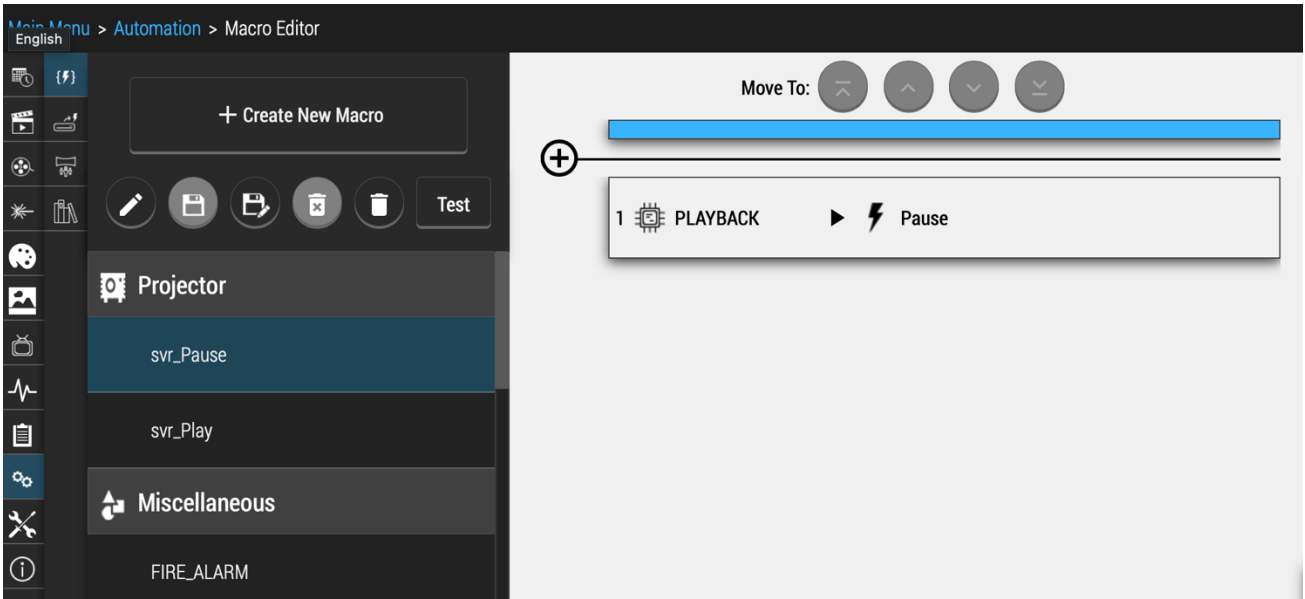 Main Menu > Automation > Macro Editor
English
Move To:
+ Create New Macro
Test
1 PLAYBACK Pause
Projector
svr_Pause
svr_Play
Miscellaneous
FIRE_ALARM